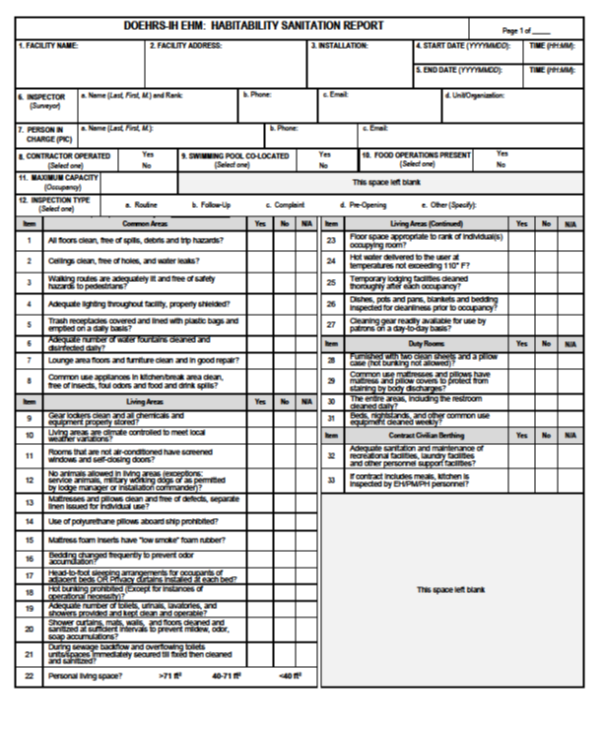 DOEHRS-IH EHM: HABITABILITY SANITATION REPORT
Page 1 of ____
1. FACILITY NAME:
2. FACILITY ADDRESS:
3. INSTALLATION:
4. START DATE (YYYYMMDD):
TIME (HH:MM):
5. END DATE (YYYYMMDD):
TIME (HH:MM):
6. INSPECTOR
(Surveyor)
a. Name (Last, First, M.) and Rank:
b. Phone:
c. Email:
d. Unit/Organization:
7. PERSON IN
CHARGE (PIC)
a. Name (Last, First, M.):
b. Phone:
c. Email:
8. CONTRACTOR OPERATED
(Select one)
Yes
No
9. SWIMMING POOL CO-LOCATED
(Select one)
Yes
No
10. FOOD OPERATIONS PRESENT
(Select one)
Yes
No
11. MAXIMUM CAPACITY
(Occupancy)
This space left blank
12. INSPECTION TYPE
(Select one)
a. Routine
b. Follow-Up
c. Complaint
d. Pre-Opening
e. Other (Specify):
Item Common Areas Yes No N/A
1 All floors clean, free of spills, debris and trip hazards?
2 Ceilings clean, free of holes, and water leaks?
3 Walking routes are adequately lit and free of safety
hazards to pedestrians?
4 Adequate lighting throughout facility, properly shielded?
5 Trash receptacles covered and lined with plastic bags and
emptied on a daily basis?
6 Adequate number of water fountains cleaned and
disinfected daily?
7 Lounge area floors and furniture clean and in good repair?
8 Common use appliances in kitchen/break area clean,
free of insects, foul odors and food and drink spills?
Item Living Areas Yes No N/A
9 Gear lockers clean and all chemicals and
equipment properly stored?
10 Living areas are climate controlled to meet local
weather variations?
11 Rooms that are not air-conditioned have screened
windows and self-closing doors?
12 No animals allowed in living areas (exceptions:
service animals, military working dogs or as permitted
by lodge manager or installation commander)?
13 Mattresses and pillows clean and free of defects, separate
linen issued for individual use?
14 Use of polyurethane pillows aboard ship prohibited?
15 Mattress foam inserts have "low smoke" foam rubber?
16 Bedding changed frequently to prevent odor
accumulation?
17 Head-to-foot sleeping arrangements for occupants of
adjacent beds OR Privacy curtains installed at each bed?
18 Hot bunking prohibited (Except for instances of
operational necessity)?
19 Adequate number of toilets, urinals, lavatories, and
showers provided and kept clean and operable?
20 Shower curtains, mats, walls, and floors cleaned and
sanitized at sufficient intervals to prevent mildew, odor,
soap accumulations?
21 During sewage backflow and overflowing toilets
units/spaces immediately secured till fixed then cleaned
and sanitized?
22 Personal living space? >71 ft² 40-71 ft² <40 ft²
Item Living Areas (Continued) Yes No N/A
23 Floor space appropriate to rank of individual(s)
occupying room?
24 Hot water delivered to the user at
temperatures not exceeding 110° F?
25 Temporary lodging facilities cleaned
thoroughly after each occupancy?
26 Dishes, pots and pans, blankets and bedding
inspected for cleanliness prior to occupancy?
27 Cleaning gear readily available for use by
patrons on a day-to-day basis?
Item Duty Rooms Yes No N/A
28 Furnished with two clean sheets and a pillow
case (hot bunking not allowed)?
29 Common use mattresses and pillows have
mattress and pillow covers to protect from
staining by body discharges?
30 The entire areas, including the restroom
cleaned daily?
31 Beds, nightstands, and other common use
equipment cleaned weekly?
Item Contract Civilian Berthing Yes No N/A
32 Adequate sanitation and maintenance of
recreational facilities, laundry facilities
and other personnel support facilities?
33 If contract includes meals, kitchen is
inspected by EH/PM/PH personnel?
This space left blank